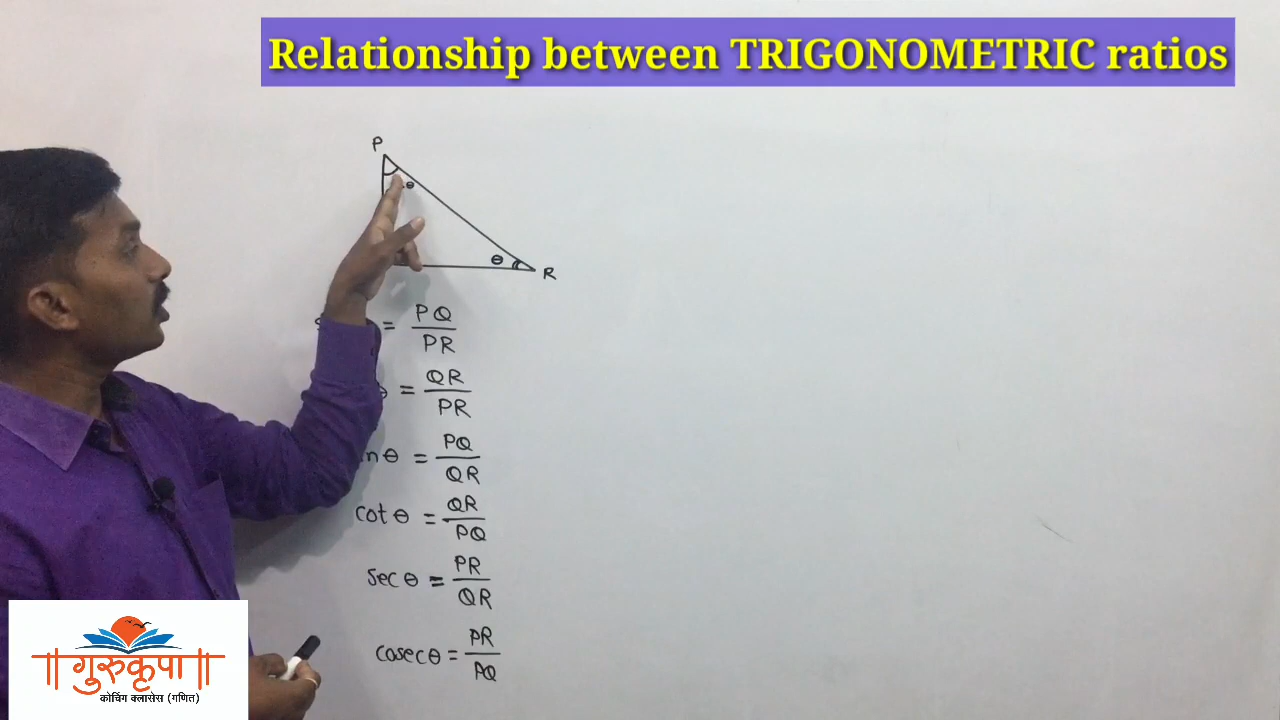 Relationship between TRIGONOMETRIC ratios
P
θ
θ
R
= PQ
PR
θ = QR
PR
nθ = PQ
QR
cot θ = QR
PQ
sec θ = PR
QR
cosec θ = PR
PQ
|| गुरुकृपा ||
कोचिंग क्लासेस (गणित)